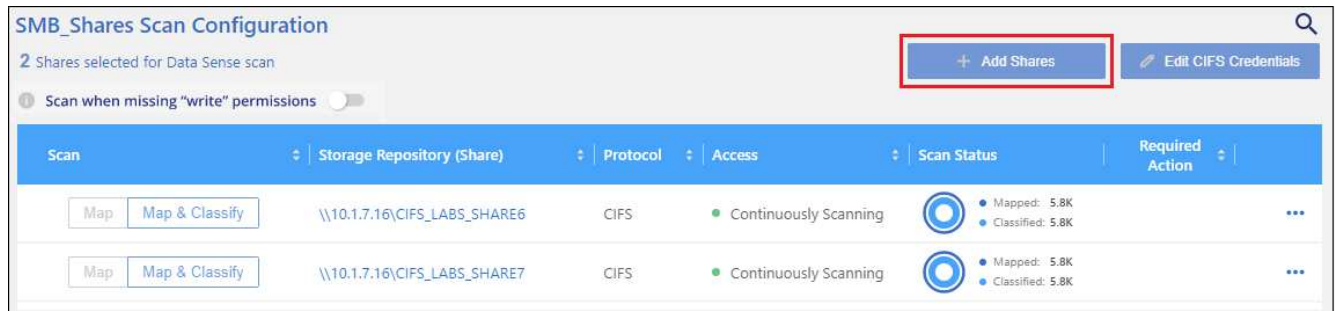 SMB_Shares Scan Configuration
2 Shares selected for Data Sense scan
+ Add Shares
Edit CIFS Credentials
Scan when missing "write" permissions
Scan Storage Repository (Share) Protocol Access Scan Status Required Action
Map Map & Classify \\10.1.7.16\CIFS_LABS_SHARE6 CIFS Continuously Scanning Mapped: 5.8K
Classified: 5.8K
Map Map & Classify \\10.1.7.16\CIFS_LABS_SHARE7 CIFS Continuously Scanning Mapped: 5.8K
Classified: 5.8K